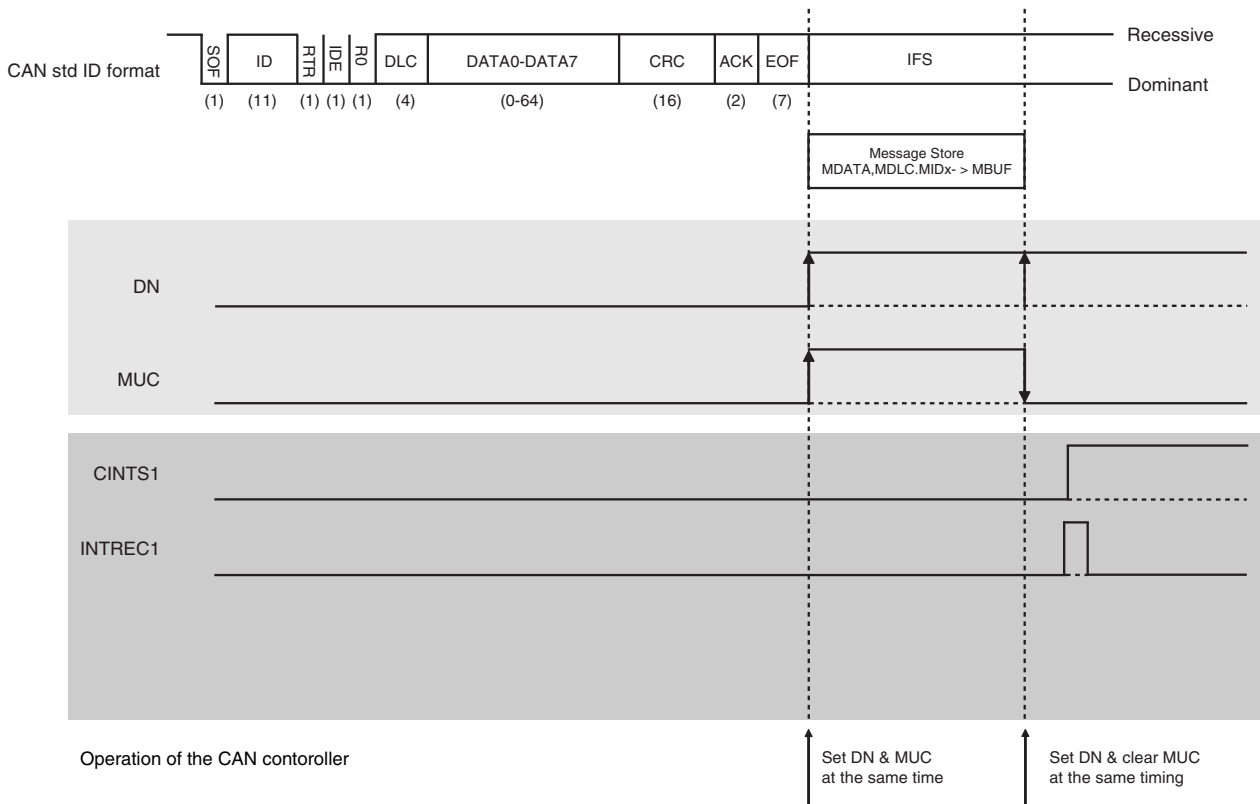 Recessive
CAN std ID format
SOF
ID
RTR
IDE
R0
DLC
DATA0-DATA7
CRC
ACK
EOF
IFS
Dominant
(1)
(11)
(1)
(1)
(1)
(4)
(0-64)
(16)
(2)
(7)
Message Store
MDATA,MDLC.MIDx- > MBUF
DN
MUC
CINTS1
INTREC1
Operation of the CAN contoroller
Set DN & MUC
at the same time
Set DN & clear MUC
at the same timing